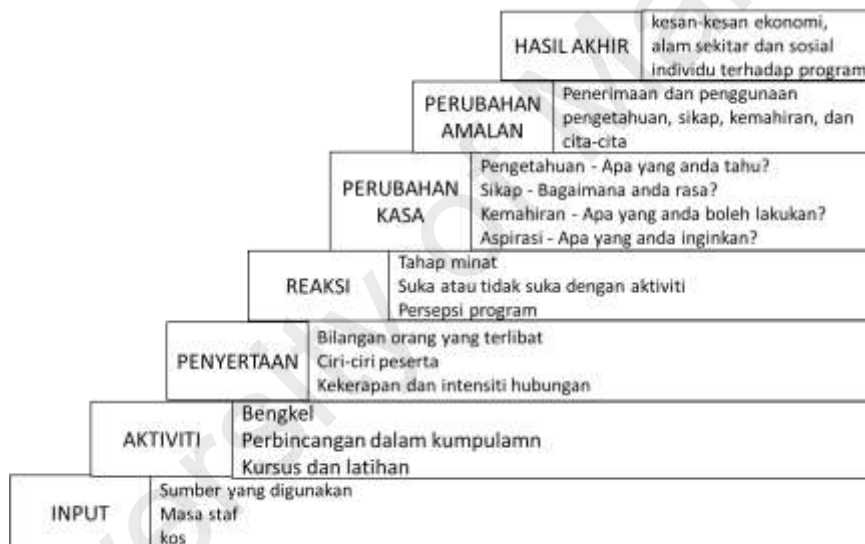 HASIL AKHIR
kesan-kesan ekonomi,
alam sekitar dan sosial
individu terhadap program
PERUBAHAN
AMALAN
Penerimaan dan penggunaan
pengetahuan, sikap, kemahiran, dan
cita-cita
PERUBAHAN
KASA
Pengetahuan - Apa yang anda tahu?
Sikap - Bagaimana anda rasa?
Kemahiran - Apa yang anda boleh lakukan?
Aspirasi - Apa yang anda inginkan?
REAKSI
Tahap minat
Suka atau tidak suka dengan aktiviti
Persepsi program
PENYERTAAN
Bilangan orang yang terlibat
Ciri-ciri peserta
Kekerapan dan intensiti hubungan
AKTIVITI
Bengkel
Perbincangan dalam kumpulamn
Kursus dan latihan
INPUT
Sumber yang digunakan
Masa staf
kos